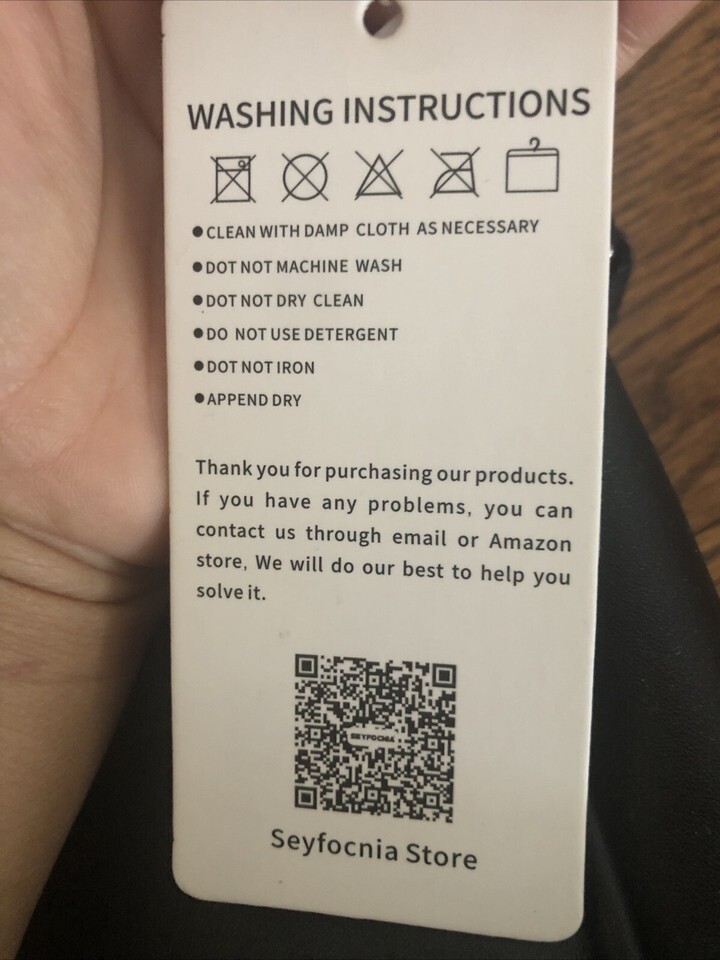 WASHING INSTRUCTIONS
●CLEAN WITH DAMP CLOTH AS NECESSARY
●DOT NOT MACHINE WASH
●DOT NOT DRY CLEAN
●DO NOT USE DETERGENT
●DOT NOT IRON
●APPEND DRY
Thank you for purchasing our products.
If you have any problems, you can
contact us through email or Amazon
store, We will do our best to help you
solve it.
SEYFOCNIA
Seyfocnia Store